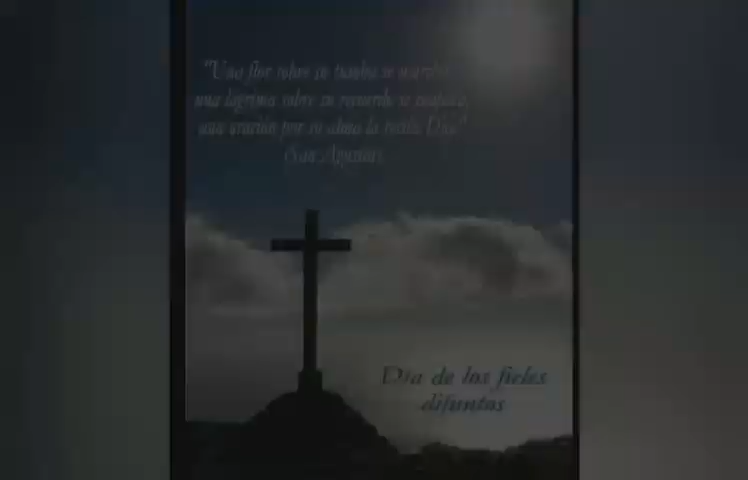 "Una flor sobre su tumba se marchita,
una lágrima sobre su recuerdo se evapora,
una oración por su alma la recibe Dios"
(San Agustín)
Día de los fieles
difuntos